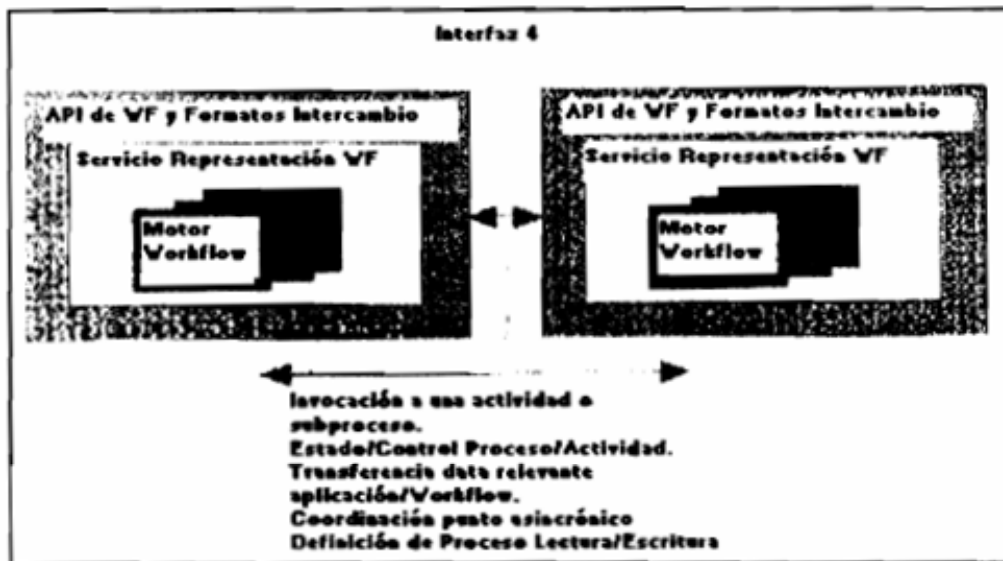 Interfaz 4
API de WF y Formatos Intercambio
Servicio Representación WF
Motor
Workflow
API de WF y Formatos Intercambio
Servicio Representación WF
Motor
Workflow
Invocación a una actividad o
subproceso.
Estado/Control Proceso/Actividad.
Transferencia data relevante
aplicación/Workflow.
Coordinación punto asincrónico
Definición de Proceso Lectura/Escritura